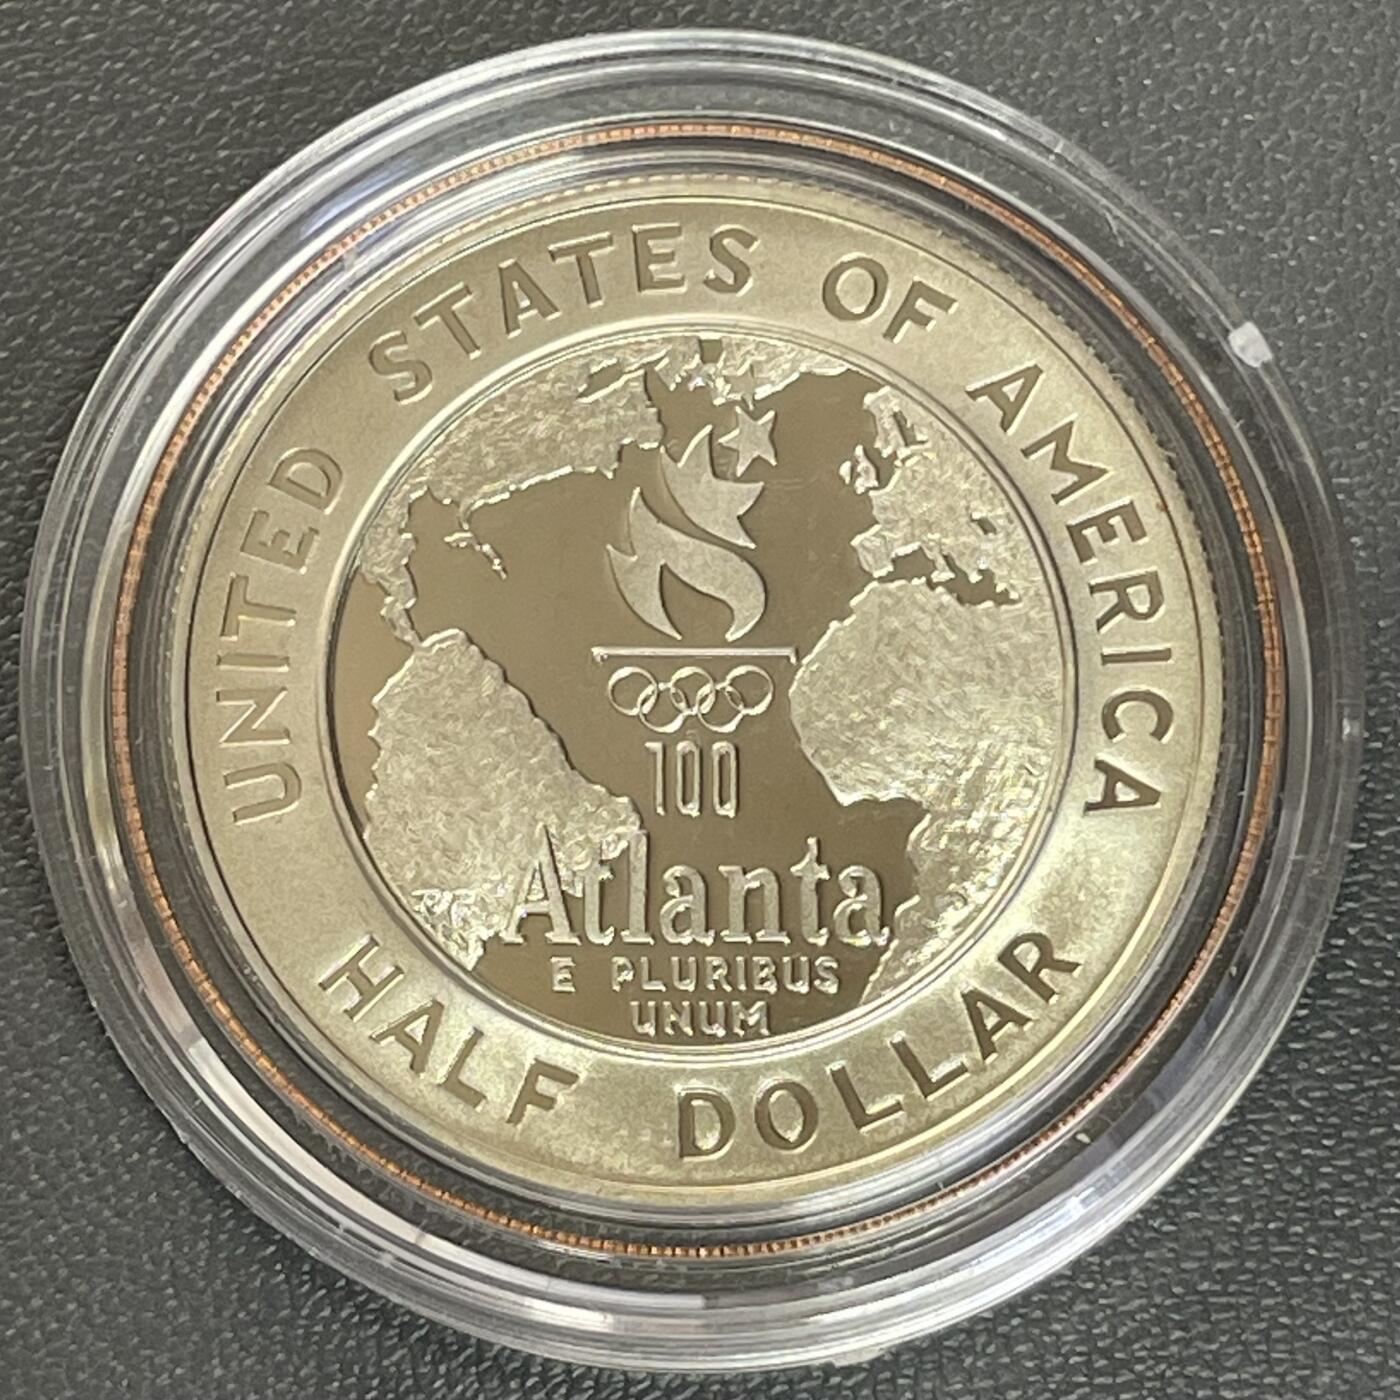 UNITED STATES OF AMERICA
100
Atlanta
E PLURIBUS
UNUM
HALF DOLLAR